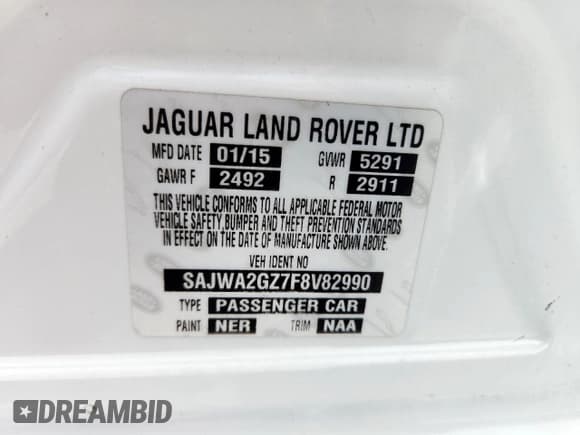 JAGUAR LAND ROVER LTD
MFD DATE 01/15 GVWR 5291
GAWR F 2492 R 2911
THIS VEHICLE CONFORMS TO ALL APPLICABLE FEDERAL MOTOR
VEHICLE SAFETY, BUMPER AND THEFT PREVENTION STANDARDS
IN EFFECT ON THE DATE OF MANUFACTURE SHOWN ABOVE.
VEH IDENT NO
SAJWA2GZ7F8V82990
TYPE PASSENGER CAR
PAINT NER TRIM NAA
DREAMBID